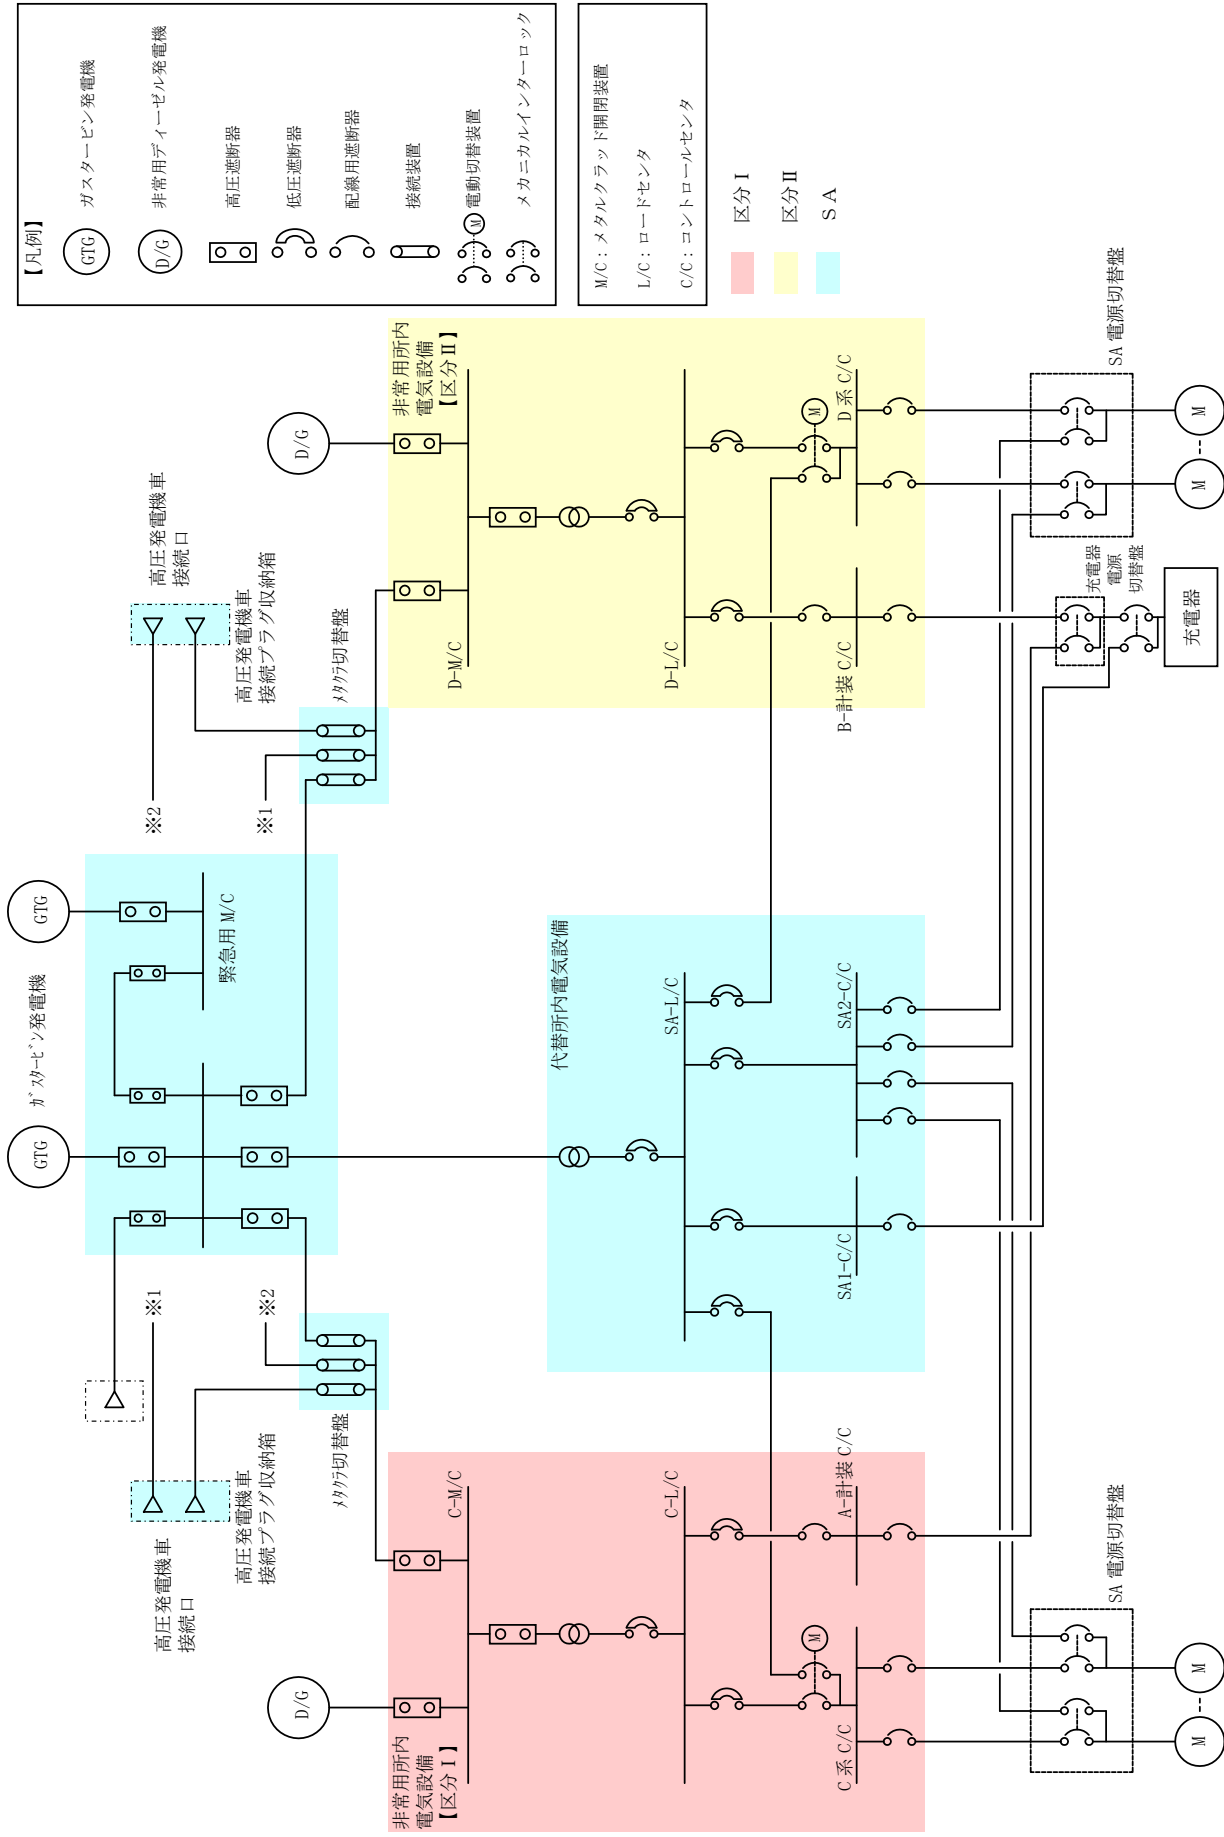 【凡例】
GTG
ガスタービン発電機
D/G
非常用ディーゼル発電機
高圧遮断器
低圧遮断器
配線用遮断器
接続装置
M
電動切替装置
メカニカルインターロック
M/C：メタルクラッド開閉装置
L/C：ロードセンタ
C/C：コントロールセンタ
区分Ⅰ
区分Ⅱ
ＳＡ
GTG
ｶﾞｽﾀｰﾋﾞﾝ発電機
GTG
緊急用 M/C
高圧発電機車
接続口
※1
※2
高圧発電機車
接続プラグ収納箱
ﾒﾀｸﾗ切替盤
高圧発電機車
接続口
※2
※1
高圧発電機車
接続プラグ収納箱
ﾒﾀｸﾗ切替盤
D/G
非常用所内
電気設備
【区分Ⅰ】
C-M/C
C-L/C
M
C 系 C/C
A-計装 C/C
代替所内電気設備
SA-L/C
SA1-C/C
SA2-C/C
D/G
非常用所内
電気設備
【区分Ⅱ】
D-M/C
D-L/C
M
B-計装 C/C
D 系 C/C
SA 電源切替盤
M
M
充電器
電源
切替盤
充電器
SA 電源切替盤
M
M